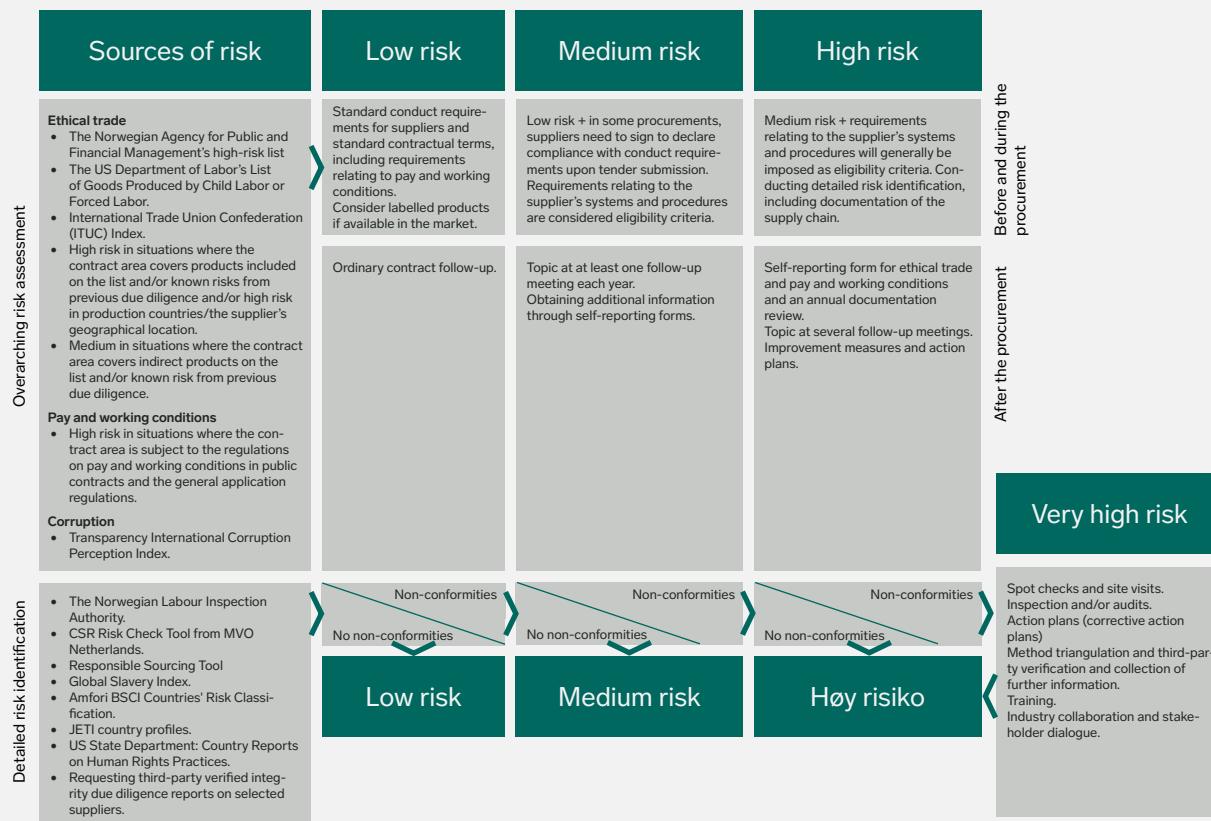 Sources of risk
Low risk
Medium risk
High risk
Overarching risk assessment
Ethical trade
• The Norwegian Agency for Public and
Financial Management's high-risk list
• The US Department of Labor's List
of Goods Produced by Child Labor or
Forced Labor.
• International Trade Union Confederation
(ITUC) Index.
• High risk in situations where the
contract area covers products included
on the list and/or known risks from
previous due diligence and/or high risk
in production countries/the supplier's
geographical location.
• Medium in situations where the contract
area covers indirect products on the
list and/or known risk from previous
due diligence.
Pay and working conditions
• High risk in situations where the con-
tract area is subject to the regulations
on pay and working conditions in public
contracts and the general application
regulations.
Corruption
• Transparency International Corruption
Perception Index.
Standard conduct require-
ments for suppliers and
standard contractual terms,
including requirements
relating to pay and working
conditions.
Consider labelled products
if available in the market.
Low risk + in some procurements,
suppliers need to sign to declare
compliance with conduct require-
ments upon tender submission.
Requirements relating to the
supplier's systems and procedures
are considered eligibility criteria.
Medium risk + requirements
relating to the supplier's systems
and procedures will generally be
imposed as eligibility criteria. Con-
ducting detailed risk identification,
including documentation of the
supply chain.
Before and during the
procurement
Ordinary contract follow-up.
Topic at at least one follow-up
meeting each year.
Obtaining additional information
through self-reporting forms.
Self-reporting form for ethical trade
and pay and working conditions
and an annual documentation
review.
Topic at several follow-up meetings.
Improvement measures and action
plans.
After the procurement
Very high risk
Detailed risk identification
• The Norwegian Labour Inspection
Authority.
• CSR Risk Check Tool from MVO
Netherlands.
• Responsible Sourcing Tool
• Global Slavery Index.
• Amfori BSCI Countries' Risk Classi-
fication.
• JETI country profiles.
• US State Department: Country Reports
on Human Rights Practices.
• Requesting third-party verified integ-
rity due diligence reports on selected
suppliers.
Non-conformities
No non-conformities
Non-conformities
No non-conformities
Non-conformities
No non-conformities
Low risk
Medium risk
Høy risiko
Spot checks and site visits.
Inspection and/or audits.
Action plans (corrective action
plans)
Method triangulation and third-par-
ty verification and collection of
further information.
Training.
Industry collaboration and stake-
holder dialogue.